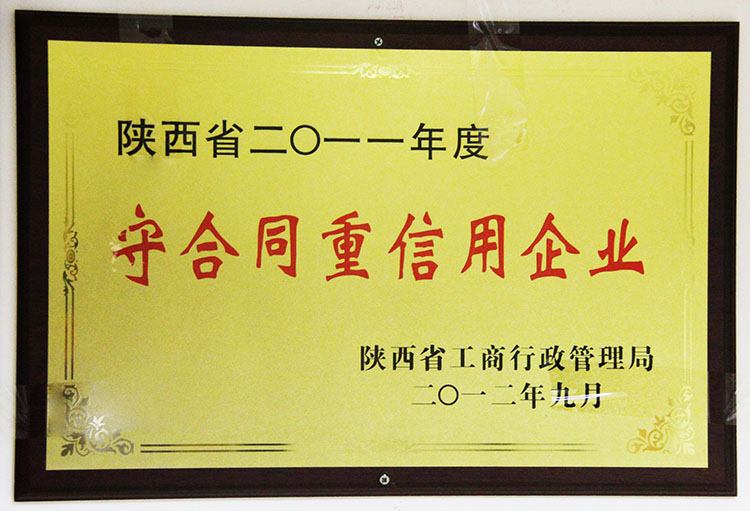 陕西省二〇一一年度
守合同重信用企业
陕西省工商行政管理局
二〇一二年九月